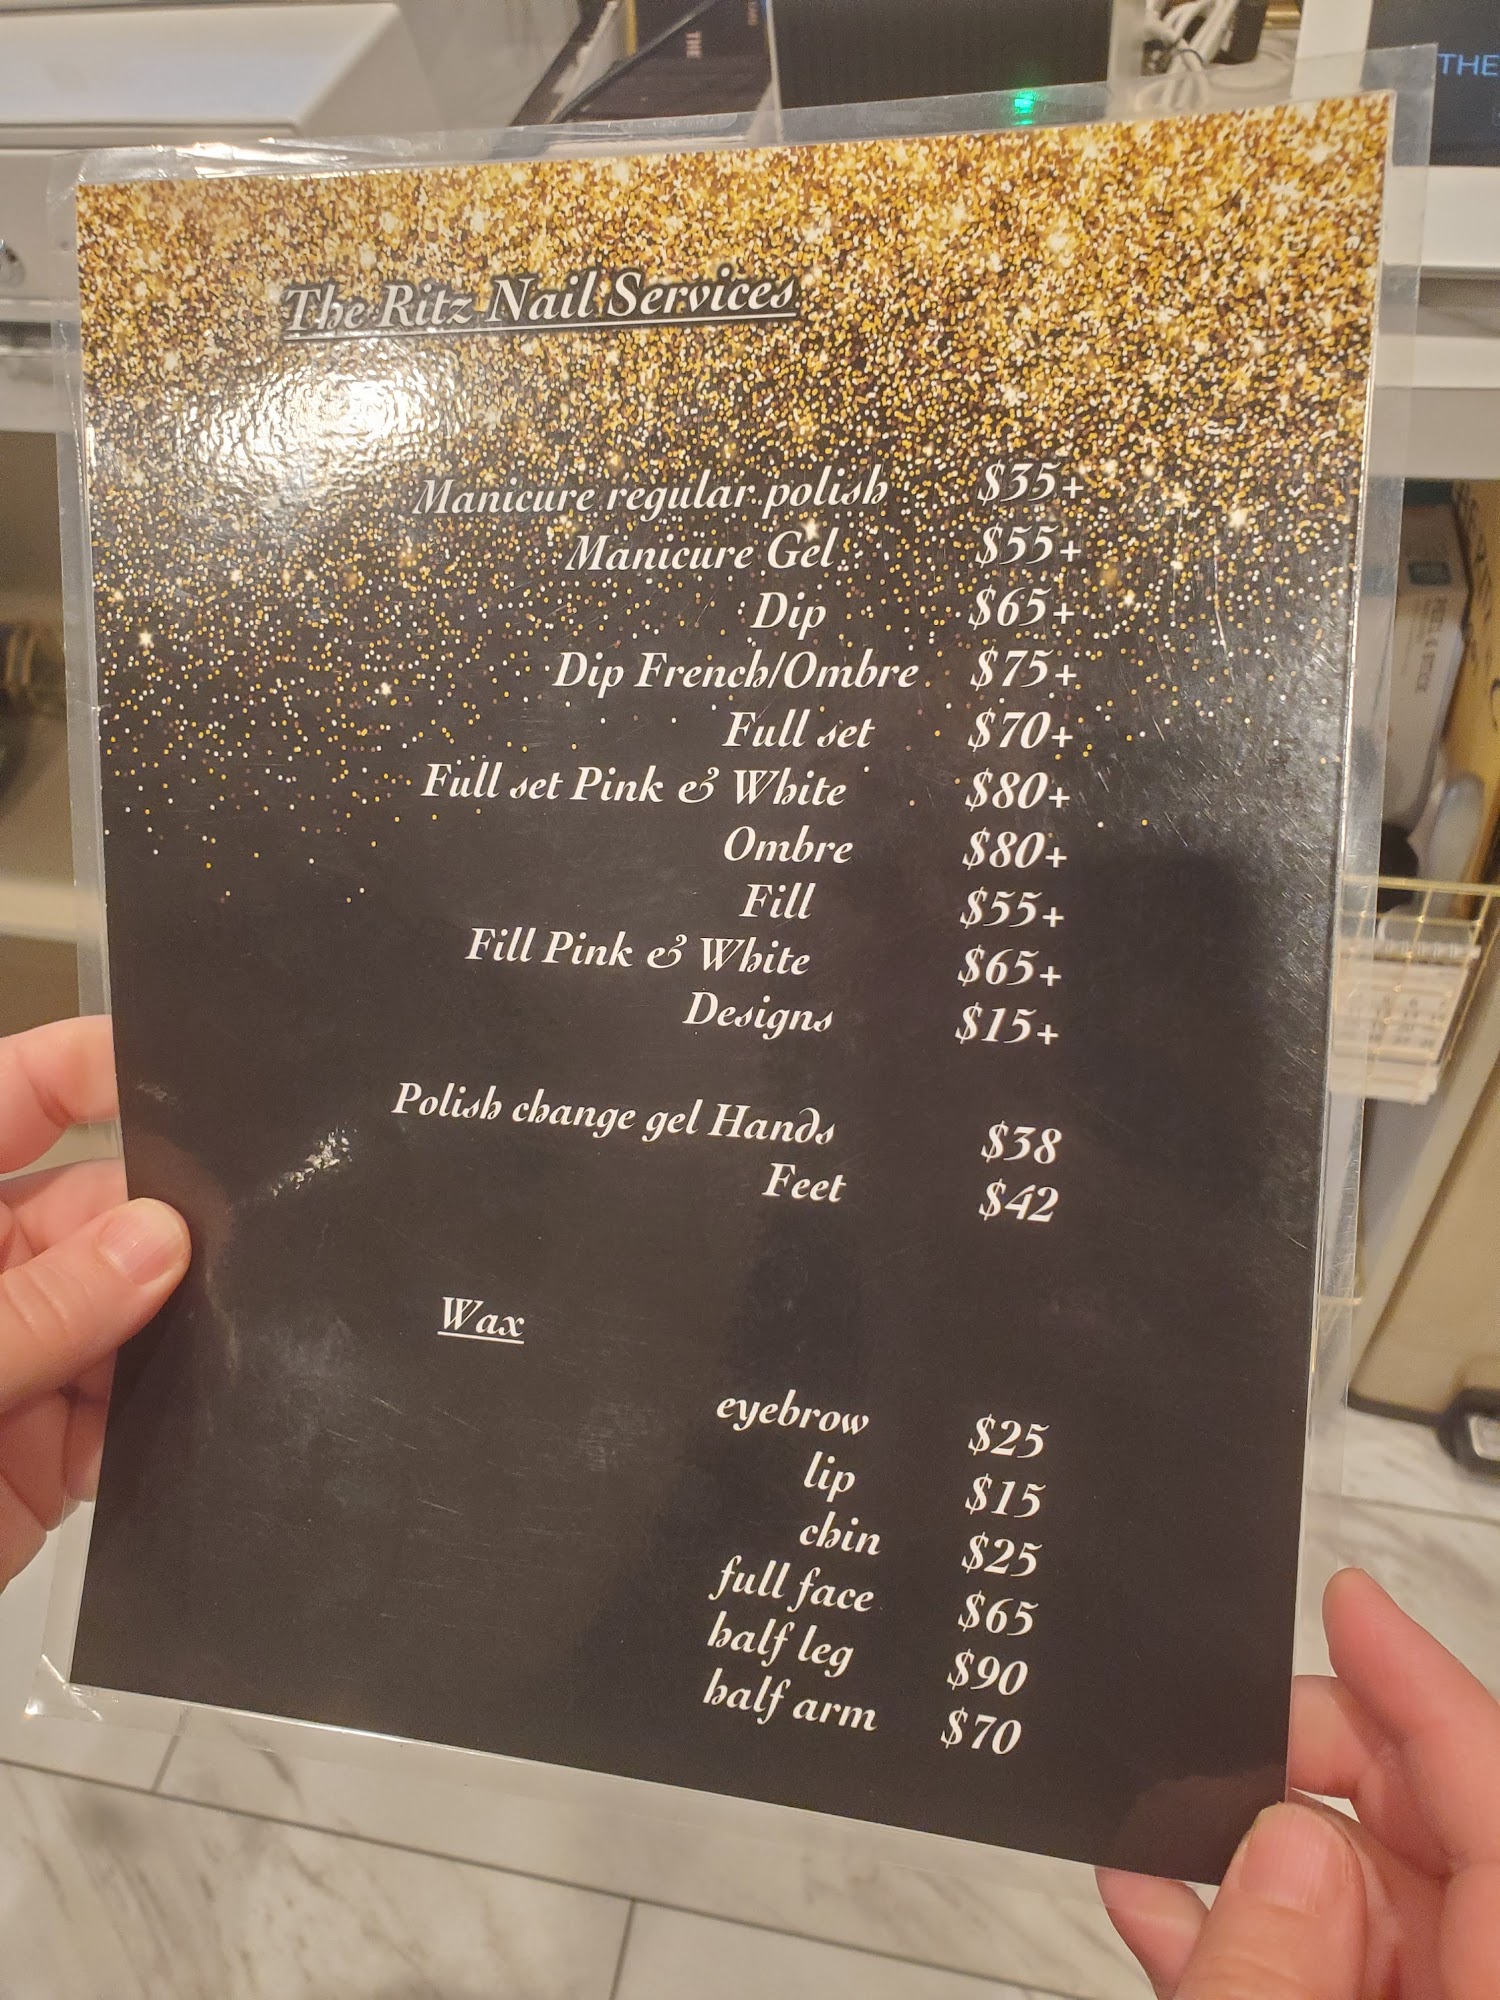 THE
THE
The Ritz Nail Services
Manicure regular polish $35+
Manicure Gel $55+
Dip $65+
Dip French/Ombre $75+
Full set $70+
Full set Pink & White $80+
Ombre $80+
Fill $55+
Fill Pink & White $65+
Designs $15+
Polish change gel Hands $38
Feet $42
Wax
eyebrow $25
lip $15
chin $25
full face $65
half leg $90
half arm $70